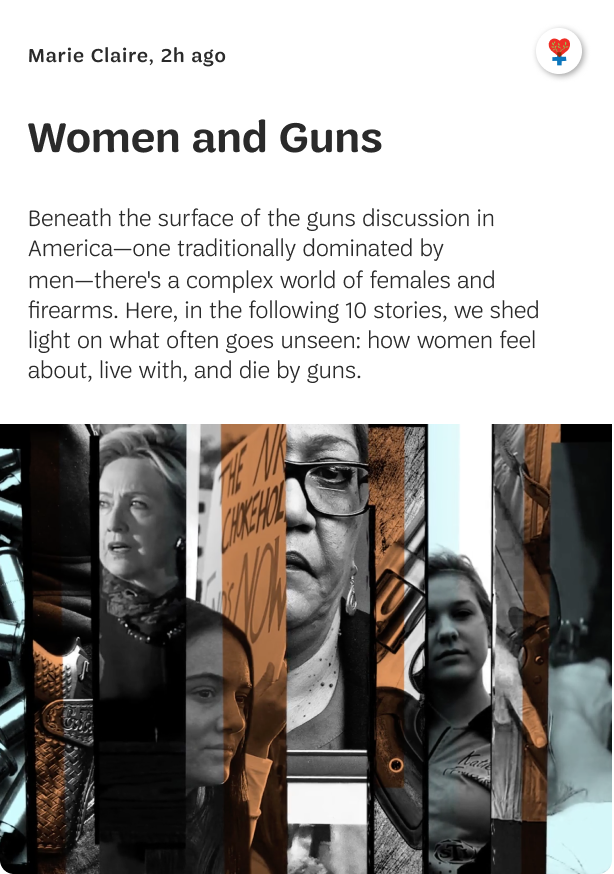 Marie Claire, 2h ago
Women and Guns
Beneath the surface of the guns discussion in
America—one traditionally dominated by
men—there's a complex world of females and
firearms. Here, in the following 10 stories, we shed
light on what often goes unseen: how women feel
about, live with, and die by guns.
THE NR
CHOKEHOL
NOW